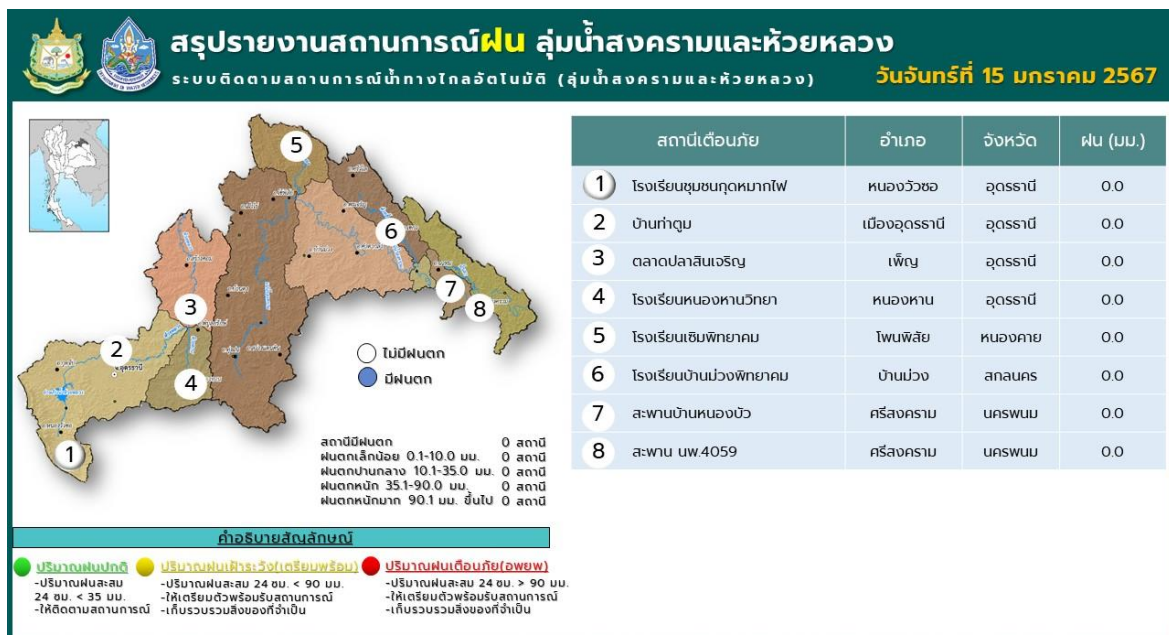 สรุปรายงานสถานการณ์ฝน ลุ่มน้ำสงครามและห้วยหลวง
ระบบติดตามสถานการณ์น้ำทางไกลอัตโนมัติ (ลุ่มน้ำสงครามและห้วยหลวง)
วันจันทร์ที่ 15 มกราคม 2567
5
6
3
7
8
2
4
1
ไม่มีฝนตก
มีฝนตก
สถานีมีฝนตก 0 สถานี
ฝนตกเล็กน้อย 0.1-10.0 มม. 0 สถานี
ฝนตกปานกลาง 10.1-35.0 มม. 0 สถานี
ฝนตกหนัก 35.1-90.0 มม. 0 สถานี
ฝนตกหนักมาก 90.1 มม. ขึ้นไป 0 สถานี
สถานีเตือนภัย อำเภอ จังหวัด ฝน (มม.)
1 โรงเรียนชุมชนกุดหมากไฟ หนองวัวซอ อุดรธานี 0.0
2 บ้านท่าตูม เมืองอุดรธานี อุดรธานี 0.0
3 ตลาดปลาสินเจริญ เพ็ญ อุดรธานี 0.0
4 โรงเรียนหนองหานวิทยา หนองหาน อุดรธานี 0.0
5 โรงเรียนเซิมพิทยาคม โพนพิสัย หนองคาย 0.0
6 โรงเรียนบ้านม่วงพิทยาคม บ้านม่วง สกลนคร 0.0
7 สะพานบ้านหนองบัว ศรีสงคราม นครพนม 0.0
8 สะพาน นพ.4059 ศรีสงคราม นครพนม 0.0
คำอธิบายสัญลักษณ์
ปริมาณฝนปกติ
-ปริมาณฝนสะสม
24 ชม. < 35 มม.
-ให้ติดตามสถานการณ์
ปริมาณฝนเฝ้าระวัง(เตรียมพร้อม)
-ปริมาณฝนสะสม 24 ชม. < 90 มม.
-ให้เตรียมตัวพร้อมรับสถานการณ์
-เก็บรวบรวมสิ่งของที่จำเป็น
ปริมาณฝนเตือนภัย(อพยพ)
-ปริมาณฝนสะสม 24 ชม. > 90 มม.
-ให้เตรียมตัวพร้อมรับสถานการณ์
-เก็บรวบรวมสิ่งของที่จำเป็น